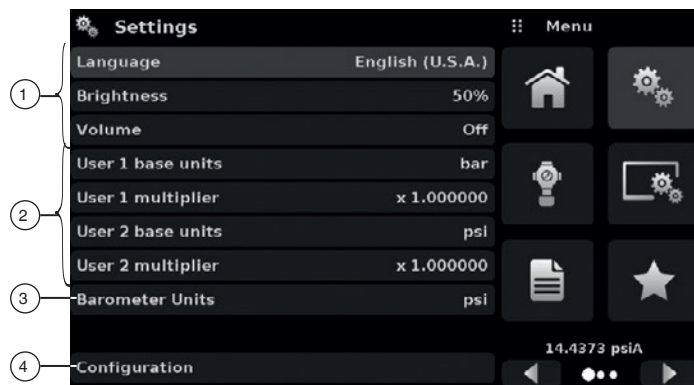 Settings
Menu
1
Language English (U.S.A.)
Brightness 50%
Volume Off
2
User 1 base units bar
User 1 multiplier x 1.000000
User 2 base units psi
User 2 multiplier x 1.000000
3
Barometer Units psi
4
Configuration
14.4373 psiA